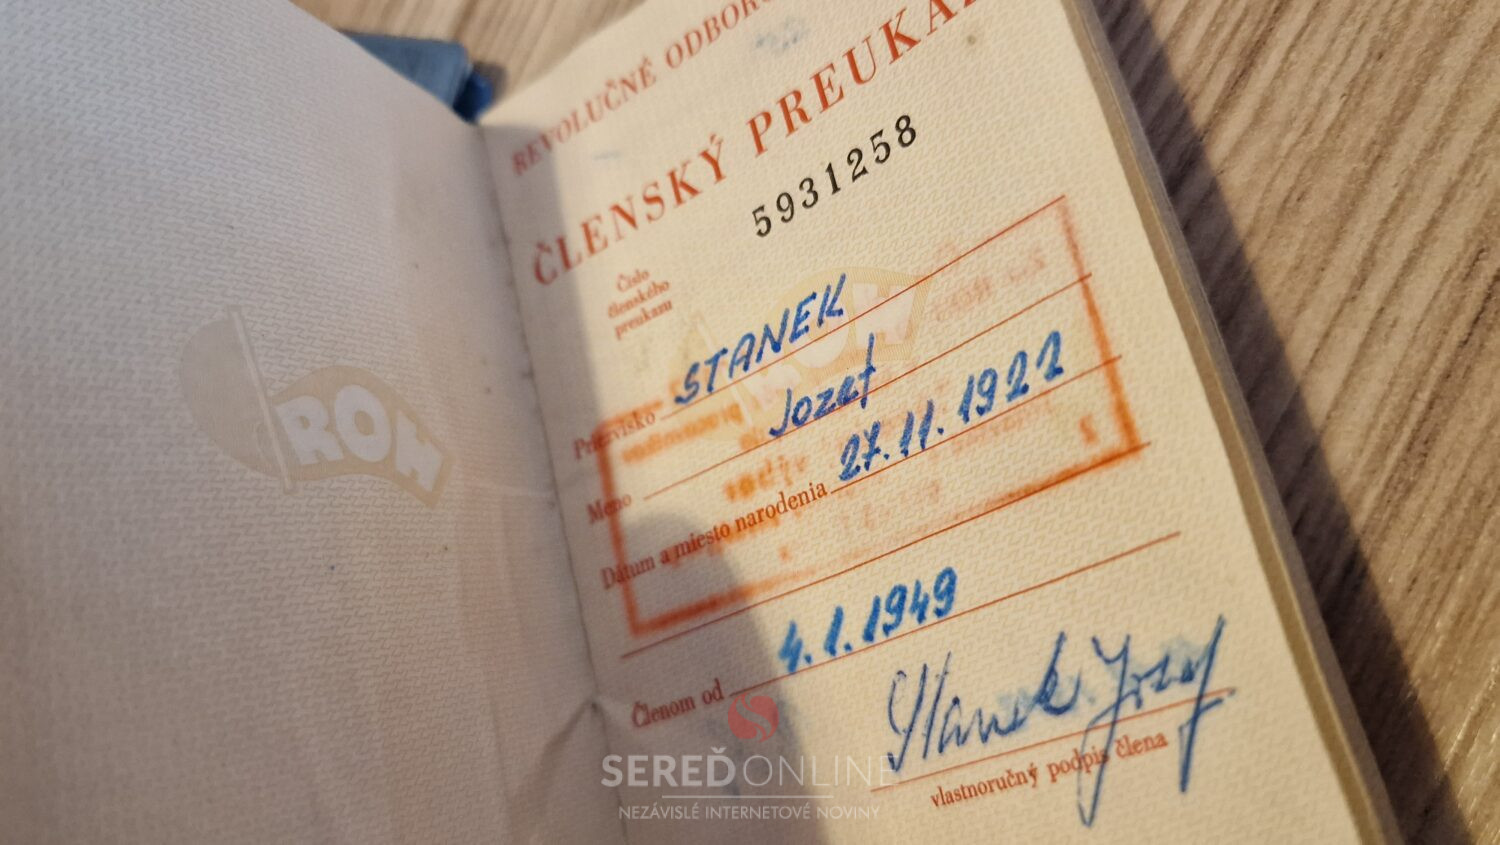 REVOLUČNÉ
ČLENSKÝ PREUKAZ
5931258
Číslo
členského
preukazu
Priezvisko STANEK
Meno Jozef
Dátum a miesto narodenia 27.11.1922
Členom od 4.1.1949
Stanek Jozef
vlastnoručný podpis člena
ROH
ROH
SEREĎONLINE
NEZÁVISLÉ INTERNETOVÉ NOVINY